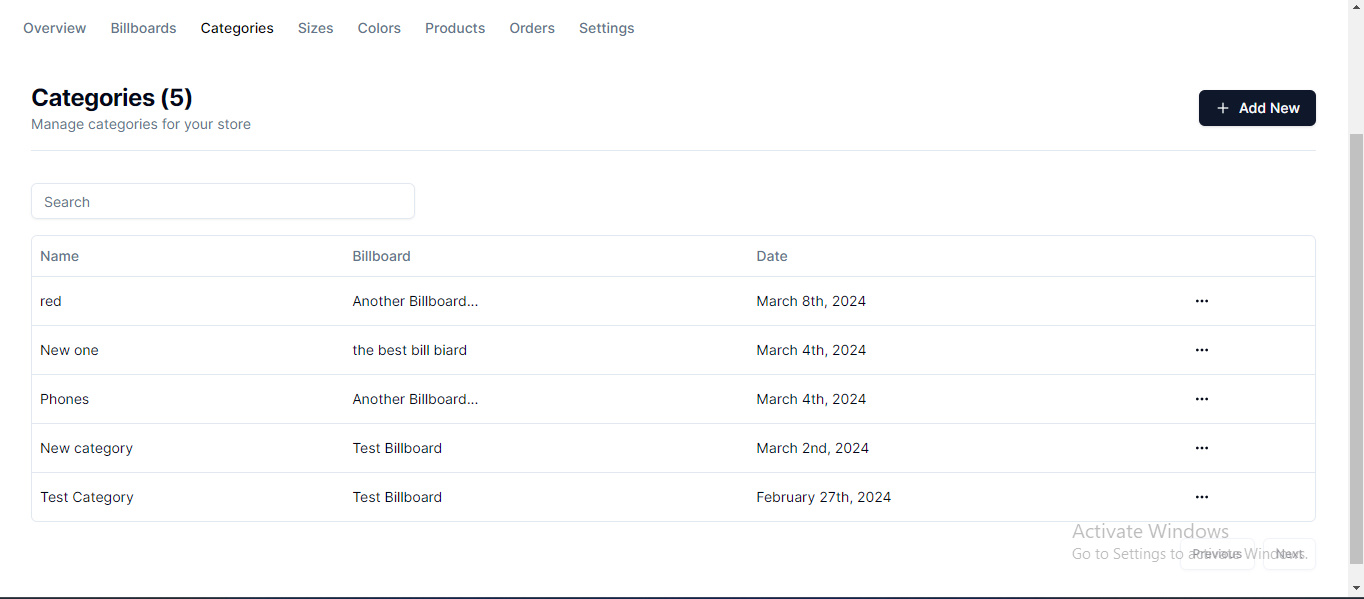 Overview Billboards Categories Sizes Colors Products Orders Settings
Categories (5)
Manage categories for your store
+ Add New
Search
Name Billboard Date
red Another Billboard... March 8th, 2024 ...
New one the best bill biard March 4th, 2024 ...
Phones Another Billboard... March 4th, 2024 ...
New category Test Billboard March 2nd, 2024 ...
Test Category Test Billboard February 27th, 2024 ...
Activate Windows
Go to Settings to activate Windows.
Previous Next